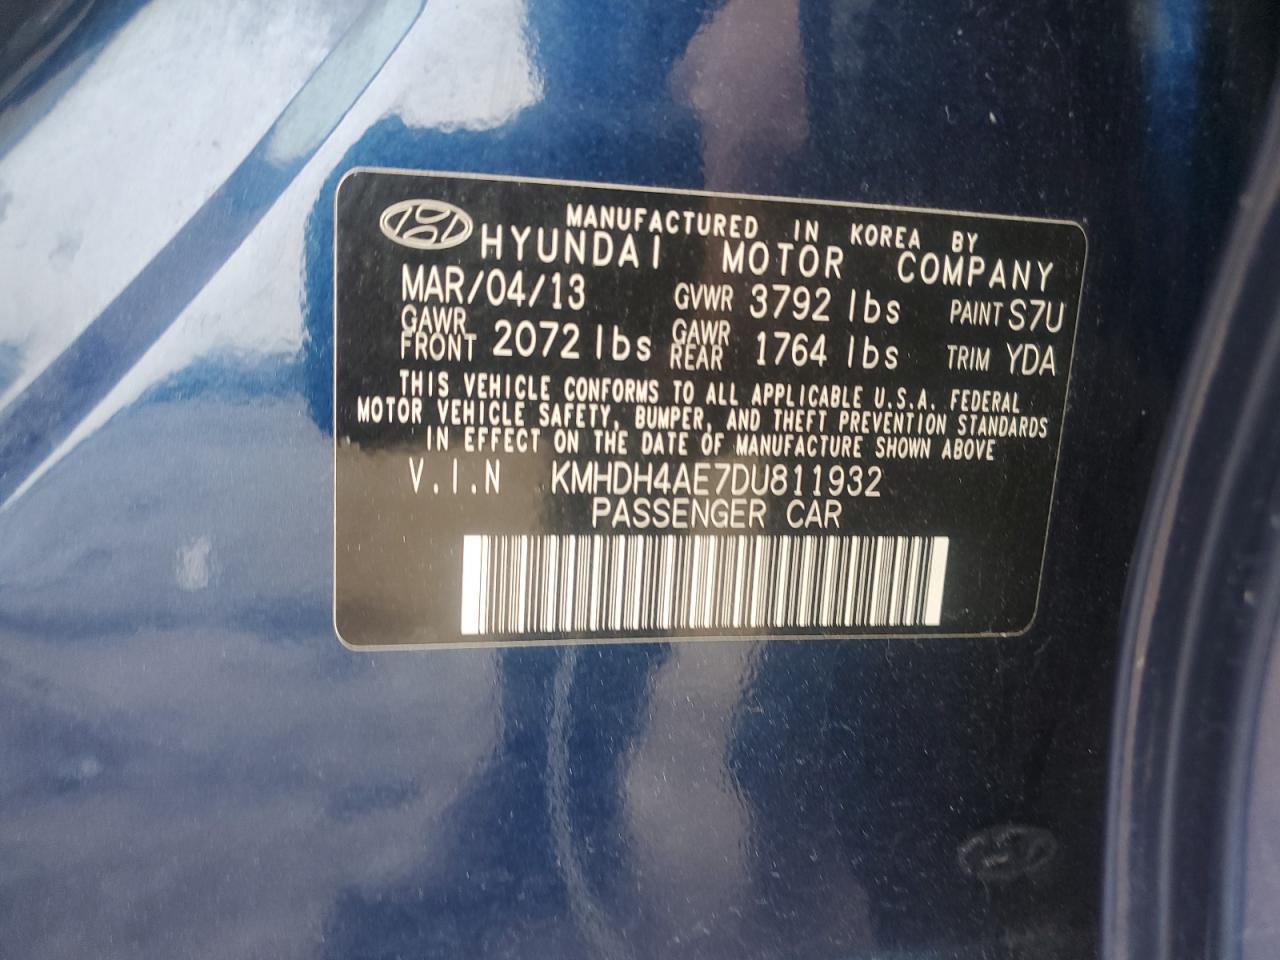 MANUFACTURED IN KOREA BY
HYUNDAI MOTOR COMPANY
MAR/04/13 GVWR 3792 lbs PAINT S7U
GAWR FRONT 2072 lbs GAWR REAR 1764 lbs TRIM YDA
THIS VEHICLE CONFORMS TO ALL APPLICABLE U.S.A. FEDERAL
MOTOR VEHICLE SAFETY, BUMPER, AND THEFT PREVENTION STANDARDS
IN EFFECT ON THE DATE OF MANUFACTURE SHOWN ABOVE
V.I.N KMHDH4AE7DU811932
PASSENGER CAR